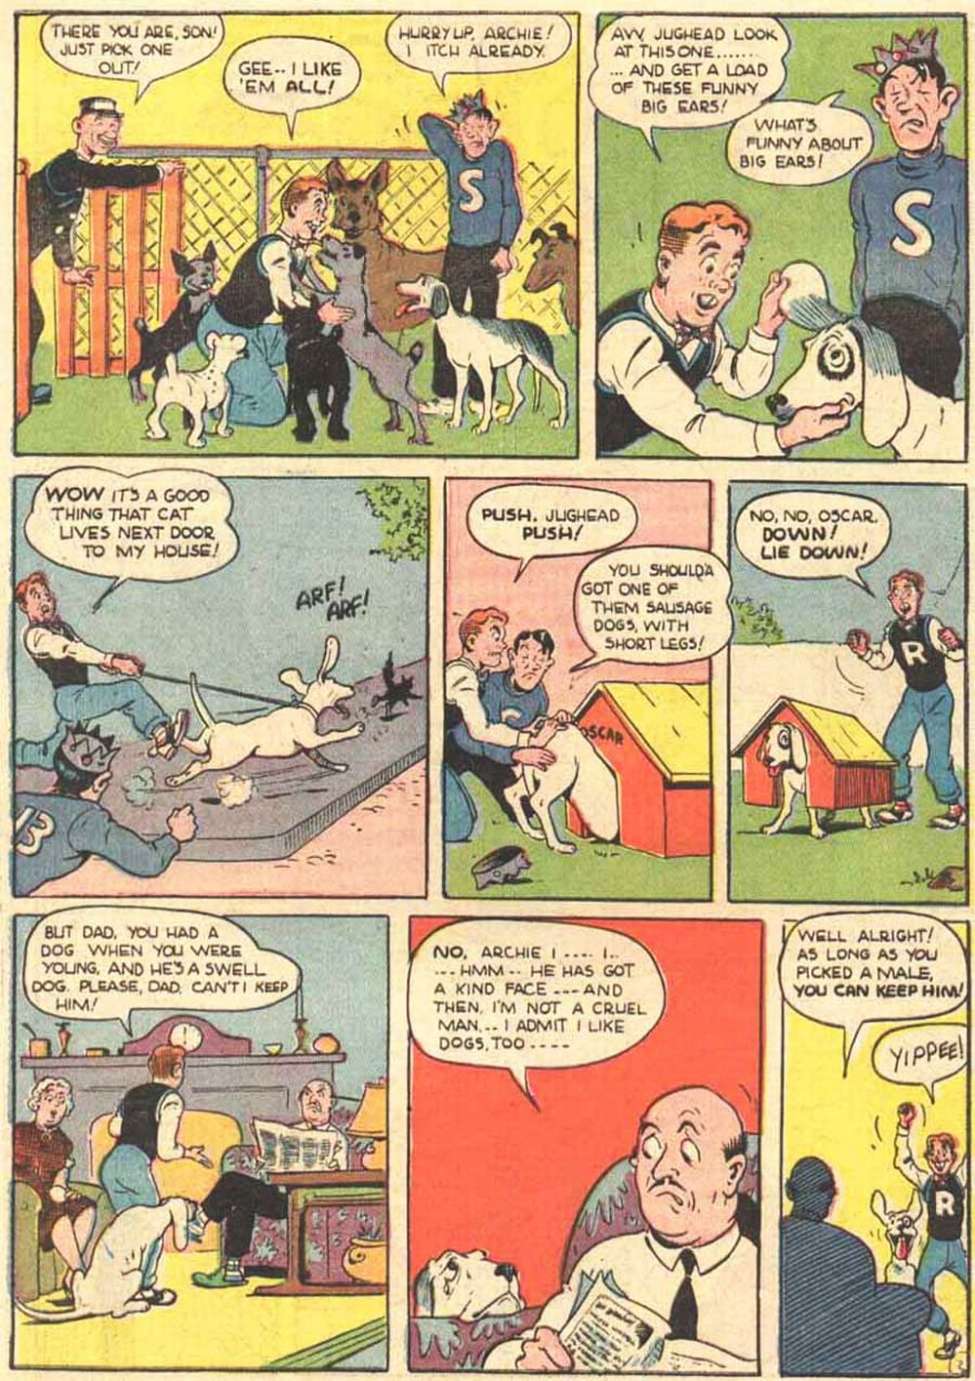 THERE YOU ARE, SON!
JUST PICK ONE
OUT!
GEE-- I LIKE
'EM ALL!
HURRY UP, ARCHIE!
I ITCH ALREADY.
S
AW, JUGHEAD LOOK
AT THIS ONE.......
... AND GET A LOAD
OF THESE FUNNY
BIG EARS!
WHAT'S
FUNNY ABOUT
BIG EARS!
S
WOW IT'S A GOOD
THING THAT CAT
LIVES NEXT DOOR
TO MY HOUSE!
ARF!
ARF!
13
PUSH, JUGHEAD
PUSH!
YOU SHOULD'A
GOT ONE OF
THEM SAUSAGE
DOGS, WITH
SHORT LEGS!
OSCAR
NO, NO, OSCAR.
DOWN!
LIE DOWN!
R
BUT DAD, YOU HAD A
DOG WHEN YOU WERE
YOUNG, AND HE'S A SWELL
DOG. PLEASE, DAD, CAN'T I KEEP
HIM!
NO, ARCHIE I .... I..
... HMM -- HE HAS GOT
A KIND FACE --- AND
THEN, I'M NOT A CRUEL
MAN... I ADMIT I LIKE
DOGS, TOO ----
WELL ALRIGHT!
AS LONG AS YOU
PICKED A MALE,
YOU CAN KEEP HIM!
YIPPEE!
R